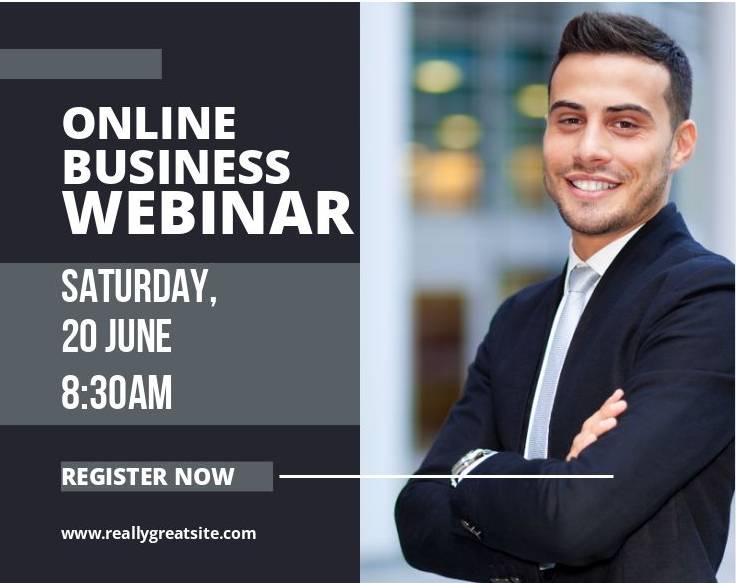 ONLINE
BUSINESS
WEBINAR
SATURDAY,
20 JUNE
8:30AM
REGISTER NOW
www.reallygreatsite.com